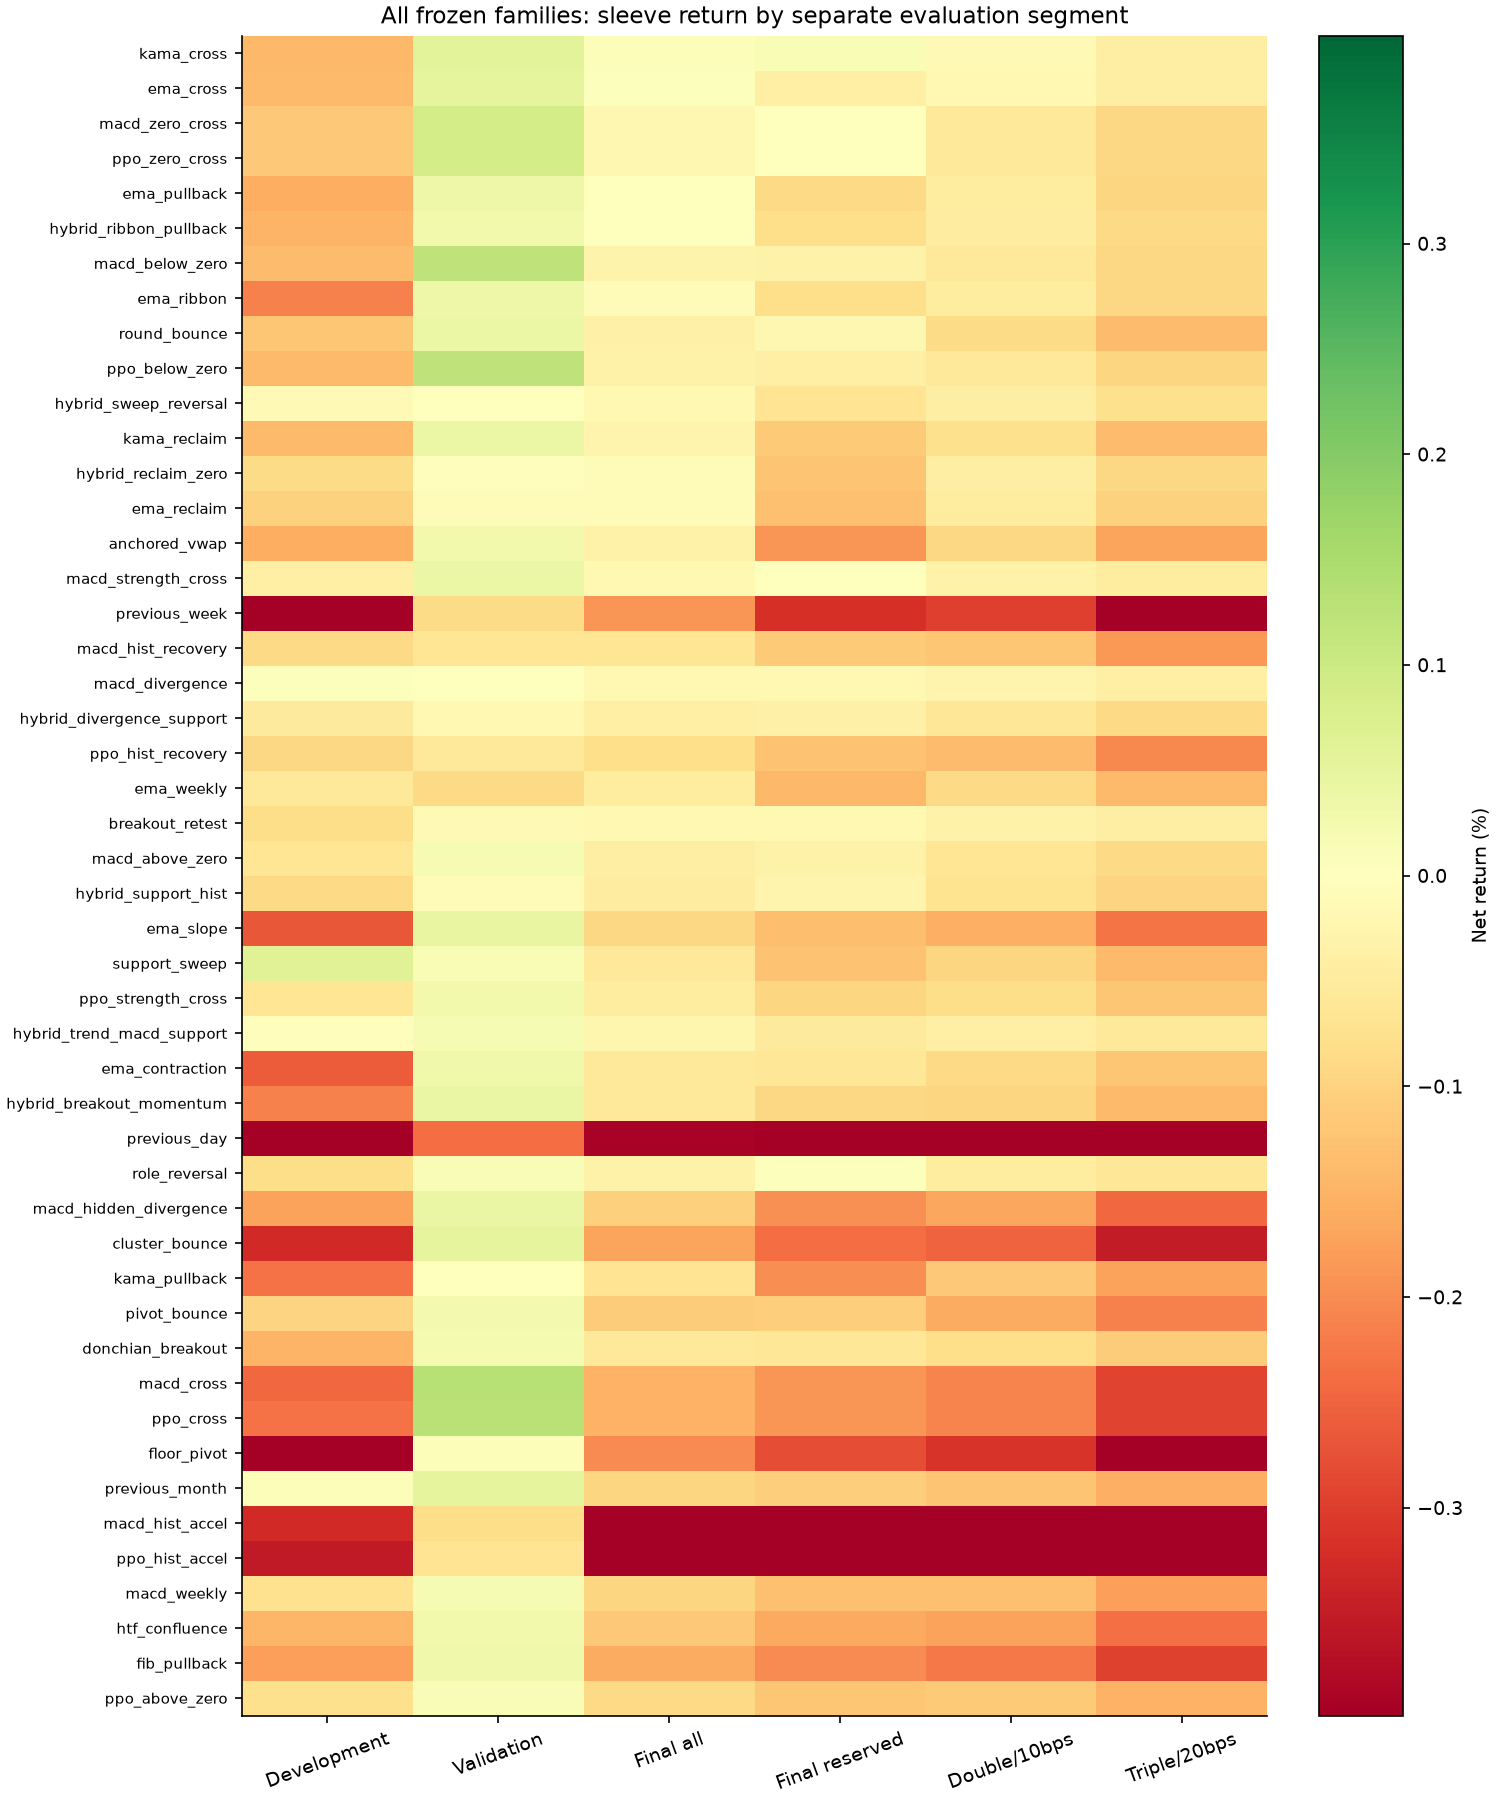 All frozen families: sleeve return by separate evaluation segment
kama_cross
ema_cross
macd_zero_cross
ppo_zero_cross
ema_pullback
hybrid_ribbon_pullback
macd_below_zero
ema_ribbon
round_bounce
ppo_below_zero
hybrid_sweep_reversal
kama_reclaim
hybrid_reclaim_zero
ema_reclaim
anchored_vwap
macd_strength_cross
previous_week
macd_hist_recovery
macd_divergence
hybrid_divergence_support
ppo_hist_recovery
ema_weekly
breakout_retest
macd_above_zero
hybrid_support_hist
ema_slope
support_sweep
ppo_strength_cross
hybrid_trend_macd_support
ema_contraction
hybrid_breakout_momentum
previous_day
role_reversal
macd_hidden_divergence
cluster_bounce
kama_pullback
pivot_bounce
donchian_breakout
macd_cross
ppo_cross
floor_pivot
previous_month
macd_hist_accel
ppo_hist_accel
macd_weekly
htf_confluence
fib_pullback
ppo_above_zero
Development
Validation
Final all
Final reserved
Double/10bps
Triple/20bps
0.3
0.2
0.1
0.0
−0.1
−0.2
−0.3
Net return (%)